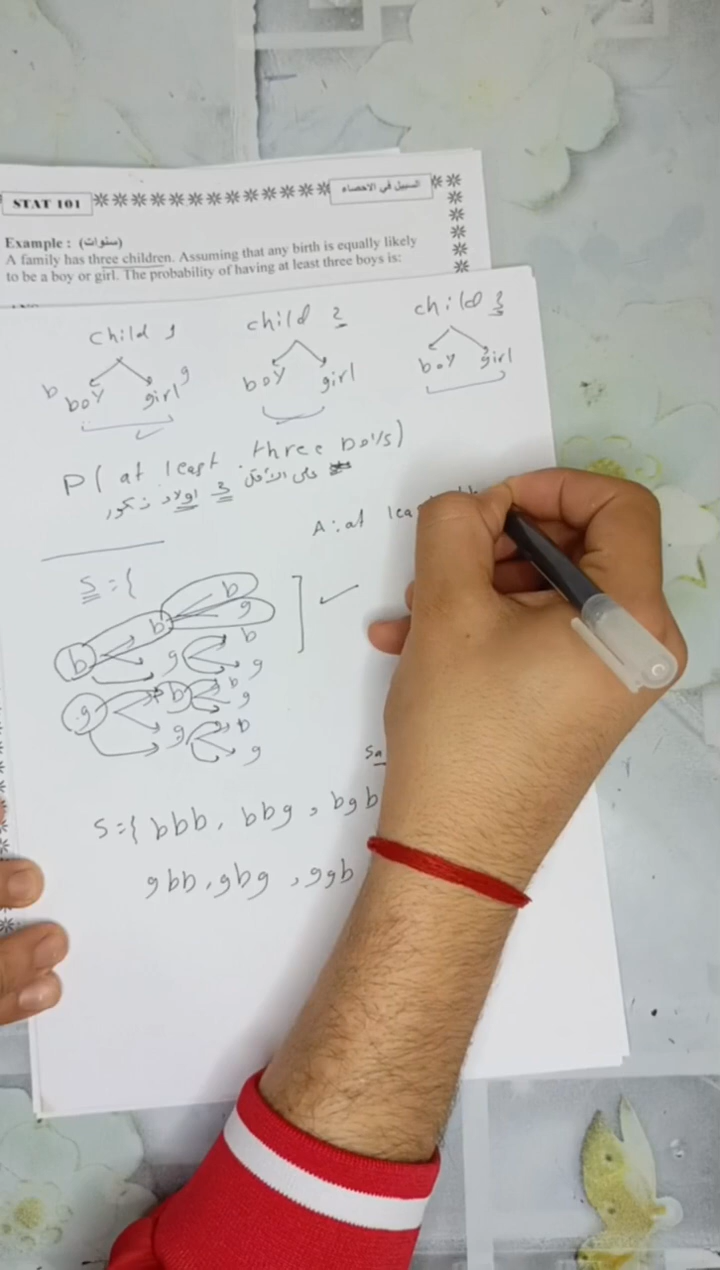 STAT 101
السبيل في الاحصاء
Example : (سنوات)
A family has three children. Assuming that any birth is equally likely
to be a boy or girl. The probability of having at least three boys is:
child 1 child 2 child 3
b boy girl g boy girl boy girl
P( at least three boys)
على الأقل 3 اولاد ذكور
A: at lea
S={
b
b g
b g b
g
g b b
g
g b
g
Sa
S={ bbb, bbg, bgb
gbb, gbg, ggb